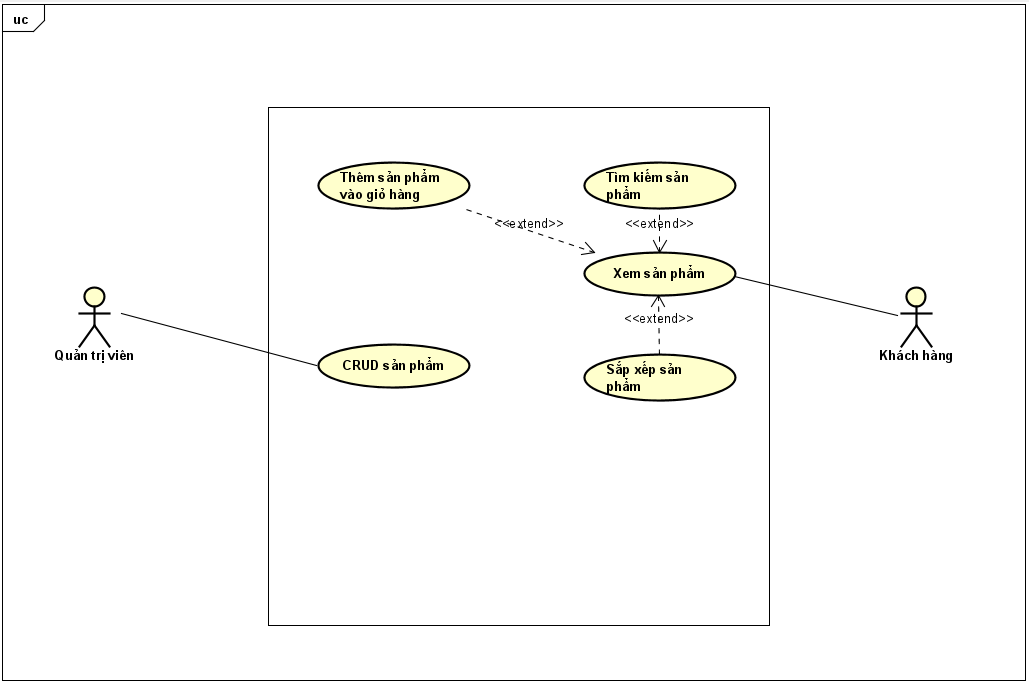 uc
Thêm sản phẩm
vào giỏ hàng
Tìm kiếm sản
phẩm
<<extend>>
<<extend>>
Xem sản phẩm
<<extend>>
Quản trị viên
Khách hàng
CRUD sản phẩm
Sắp xếp sản
phẩm